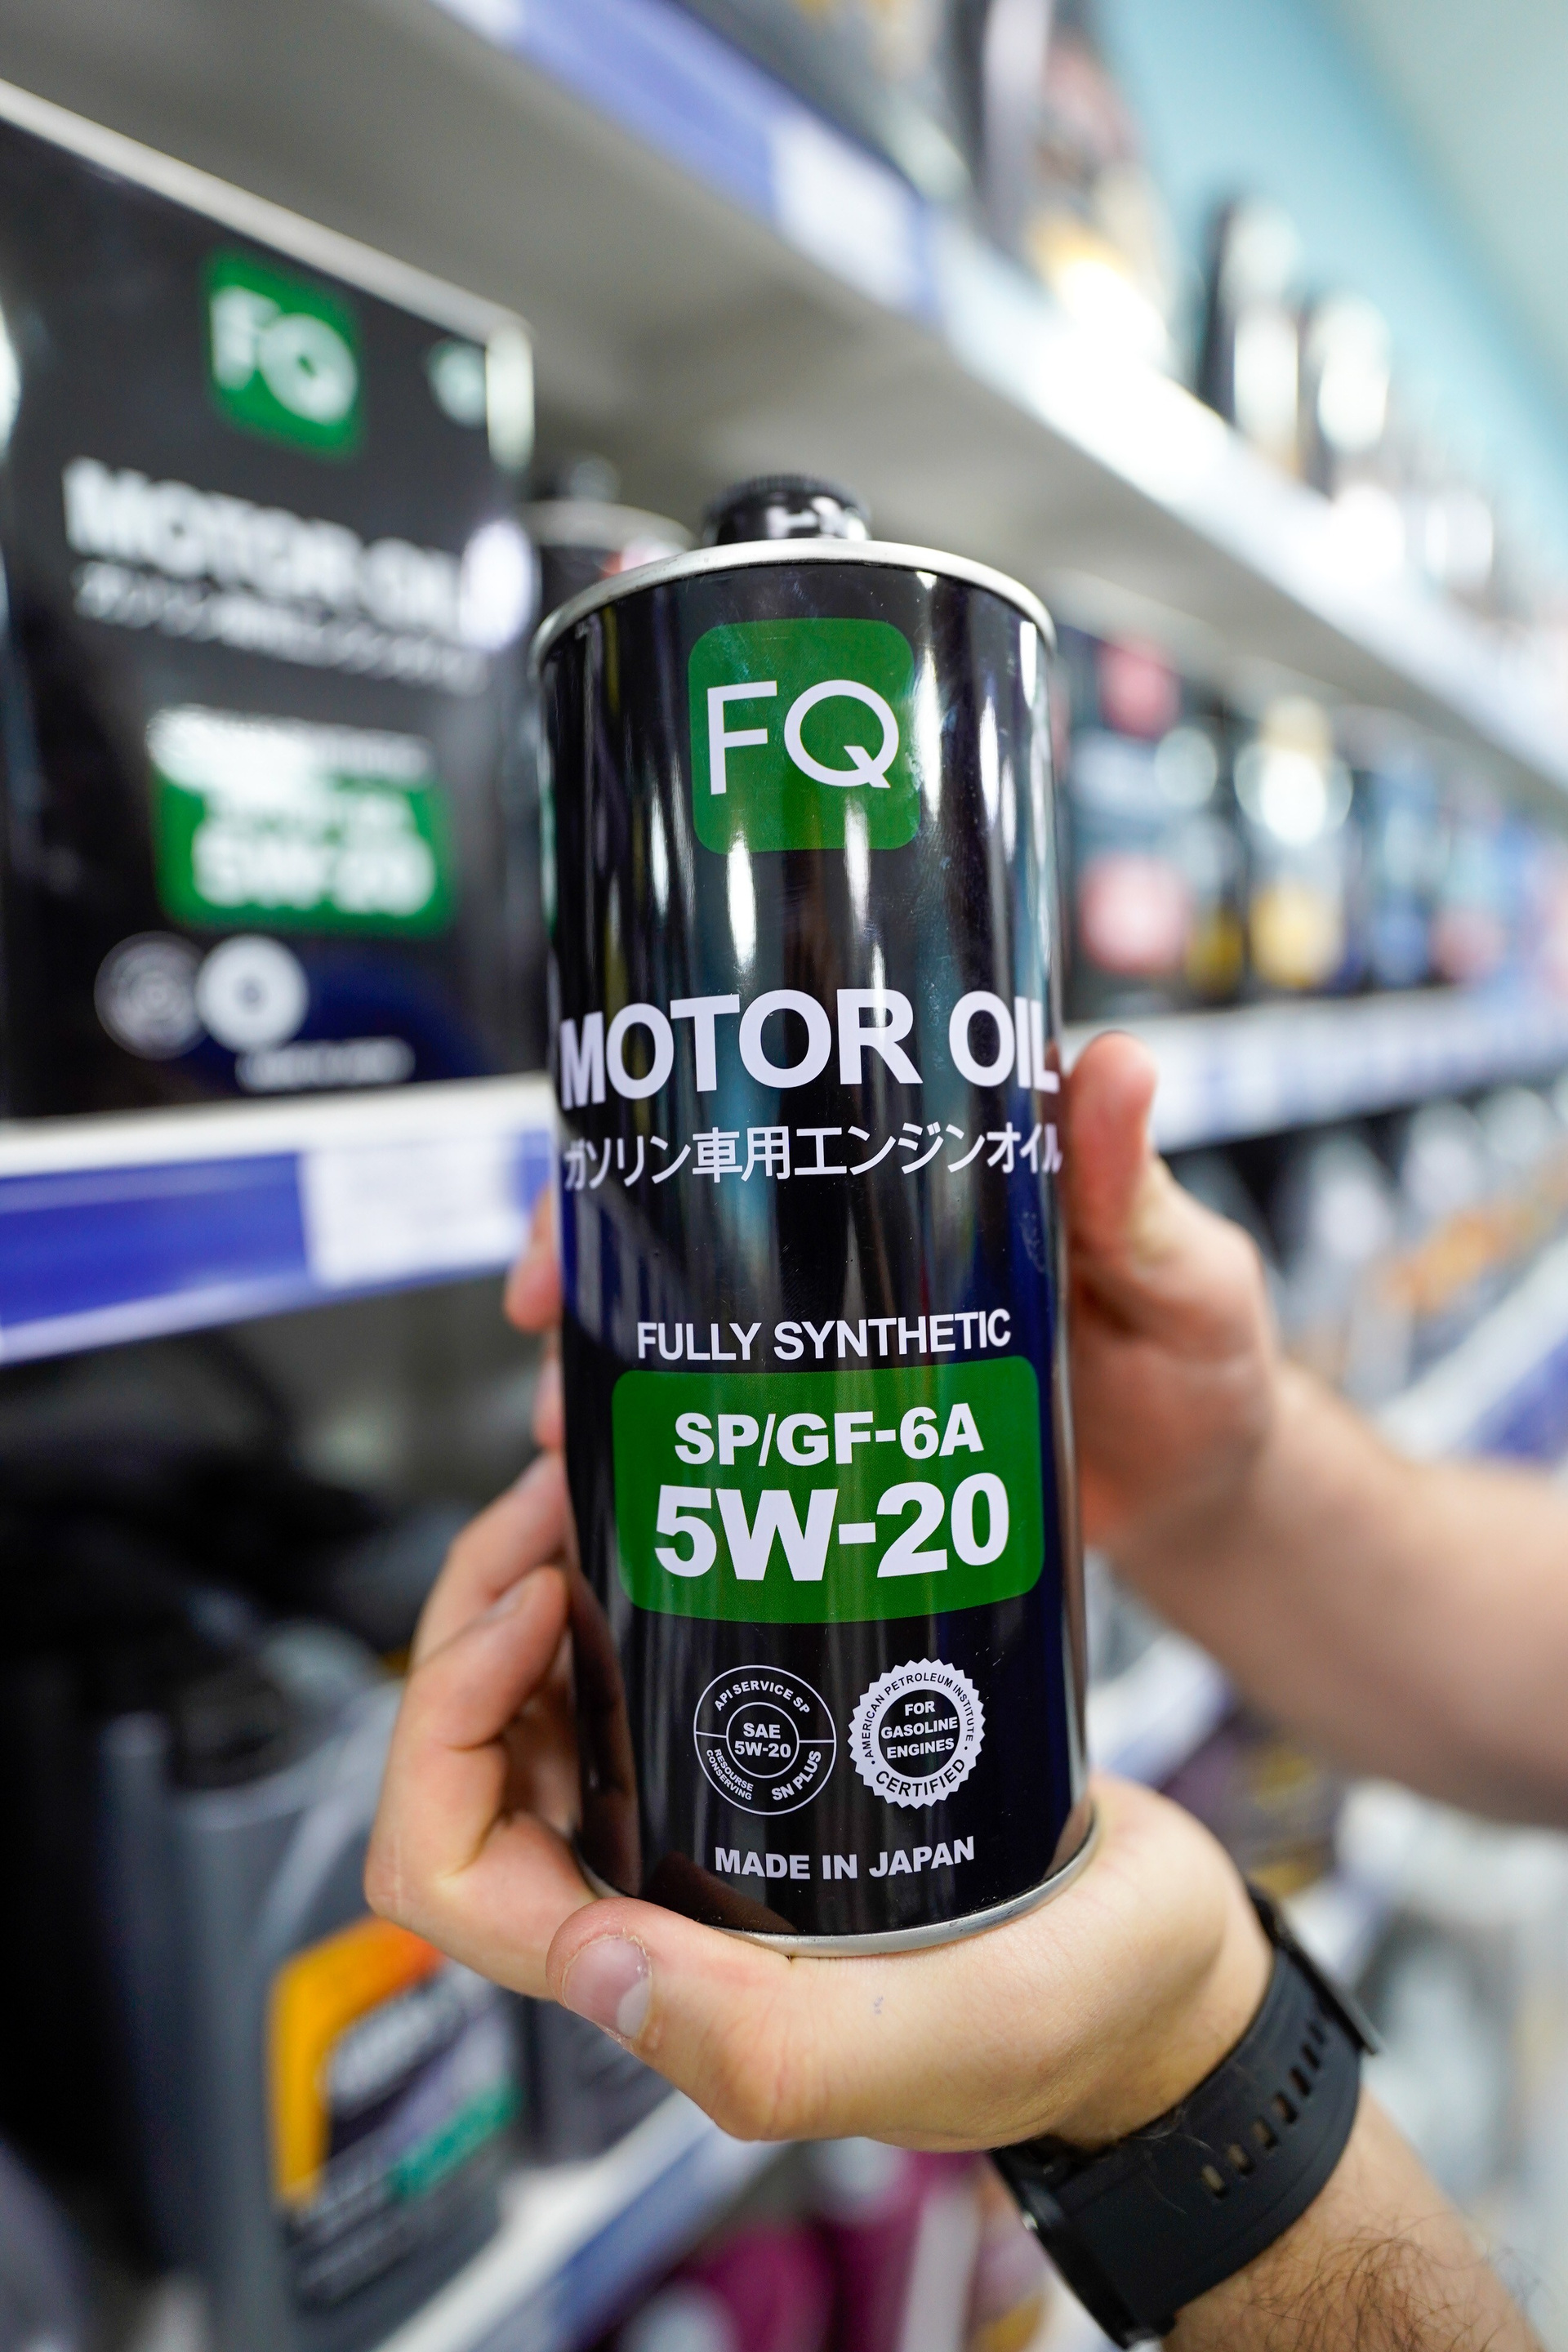 FQ
MOTOR OIL
ガソリン車用エンジンオイル
FULLY SYNTHETIC
SP/GF-6A
5W-20
API SERVICE SP
SAE
5W-20
RESOURSE
CONSERVING
SN PLUS
AMERICAN PETROLEUM INSTITUTE
FOR
GASOLINE
ENGINES
CERTIFIED
MADE IN JAPAN
FQ
MOTOR OIL
5W-20